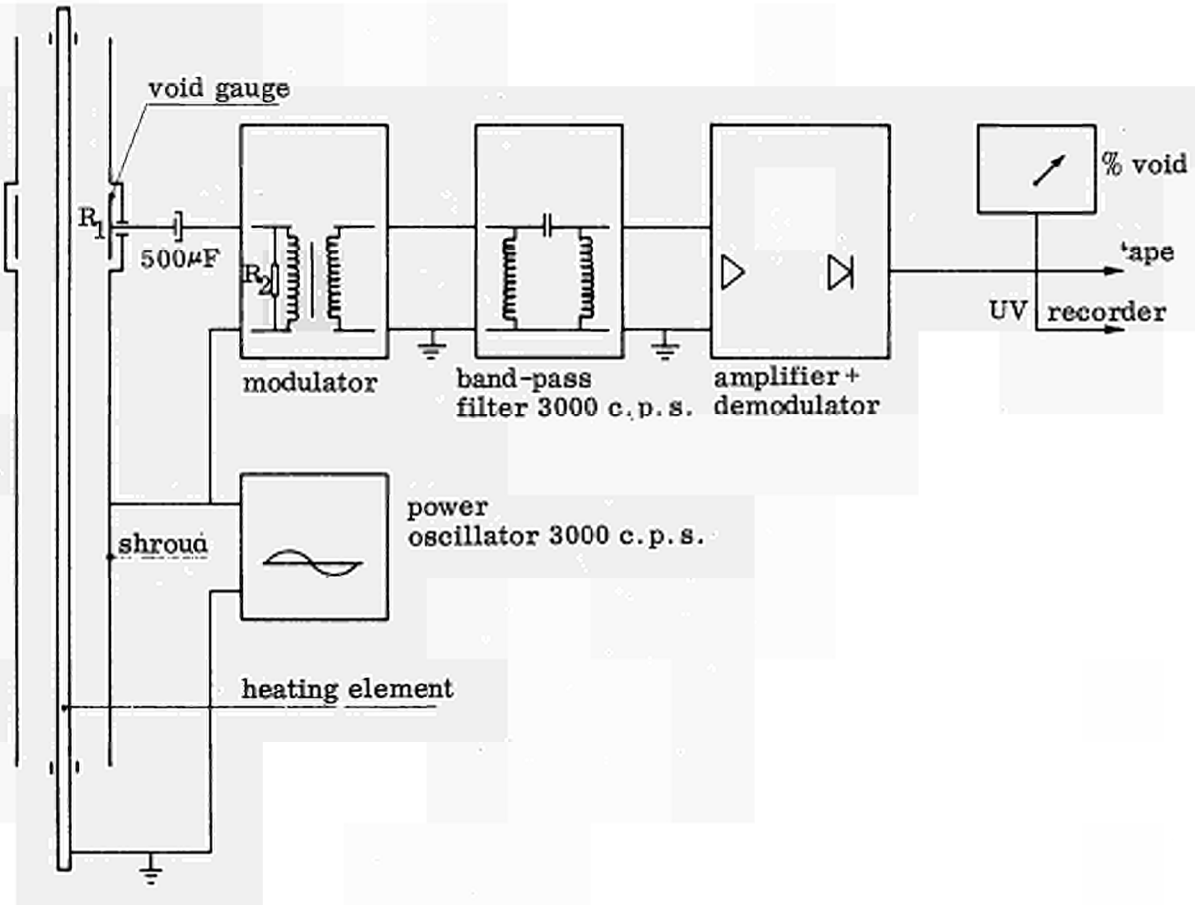 void gauge
% void
R1
500µF
R2
'ape
UV recorder
modulator
band-pass
filter 3000 c.p.s.
amplifier+
demodulator
power
oscillator 3000 c.p.s.
shroud
heating element